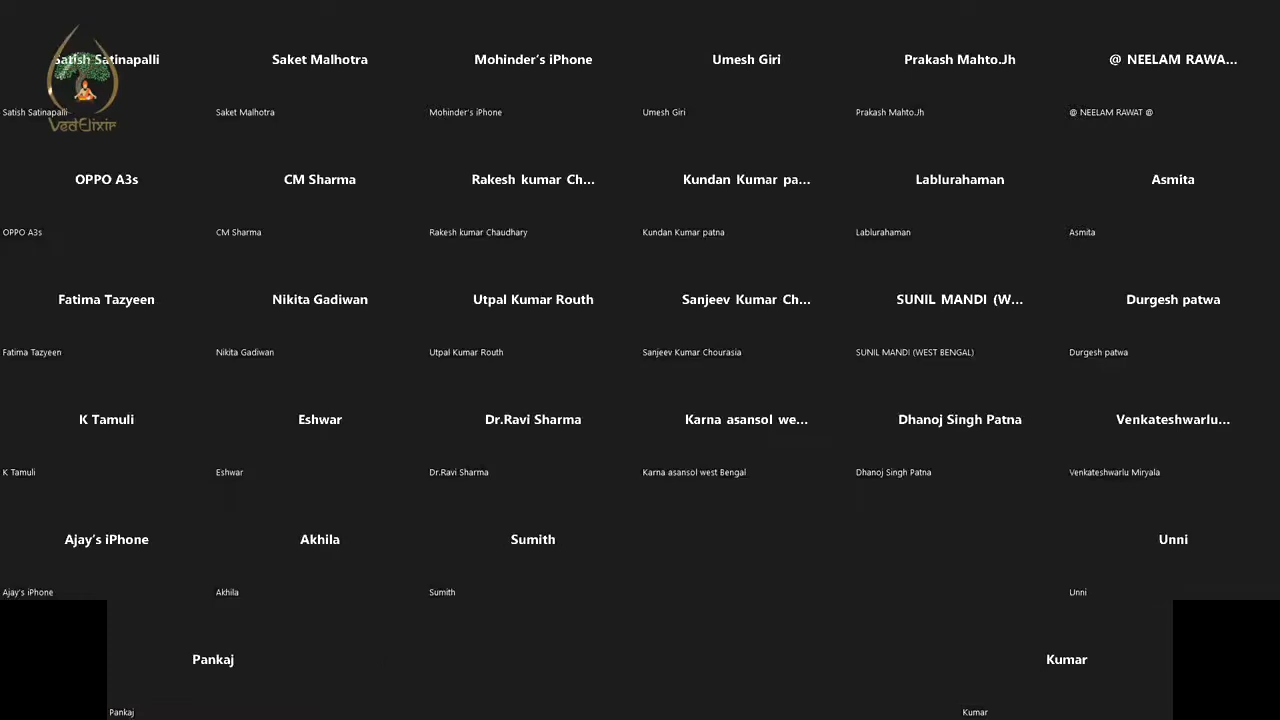 Satish Satinapalli
Saket Malhotra
Mohinder's iPhone
Umesh Giri
Prakash Mahto.Jh
@ NEELAM RAWA...
VedElixir
Satish Satinapalli
Saket Malhotra
Mohinder's iPhone
Umesh Giri
Prakash Mahto.Jh
@ NEELAM RAWAT @
OPPO A3s
CM Sharma
Rakesh kumar Ch...
Kundan Kumar pa...
Lablurahaman
Asmita
OPPO A3s
CM Sharma
Rakesh kumar Chaudhary
Kundan Kumar patna
Lablurahaman
Asmita
Fatima Tazyeen
Nikita Gadiwan
Utpal Kumar Routh
Sanjeev Kumar Ch...
SUNIL MANDI (W...
Durgesh patwa
Fatima Tazyeen
Nikita Gadiwan
Utpal Kumar Routh
Sanjeev Kumar Chourasia
SUNIL MANDI (WEST BENGAL)
Durgesh patwa
K Tamuli
Eshwar
Dr.Ravi Sharma
Karna asansol we...
Dhanoj Singh Patna
Venkateshwarlu...
K Tamuli
Eshwar
Dr.Ravi Sharma
Karna asansol west Bengal
Dhanoj Singh Patna
Venkateshwarlu Miryala
Ajay's iPhone
Akhila
Sumith
Unni
Ajay's iPhone
Akhila
Sumith
Unni
Pankaj
Kumar
Pankaj
Kumar